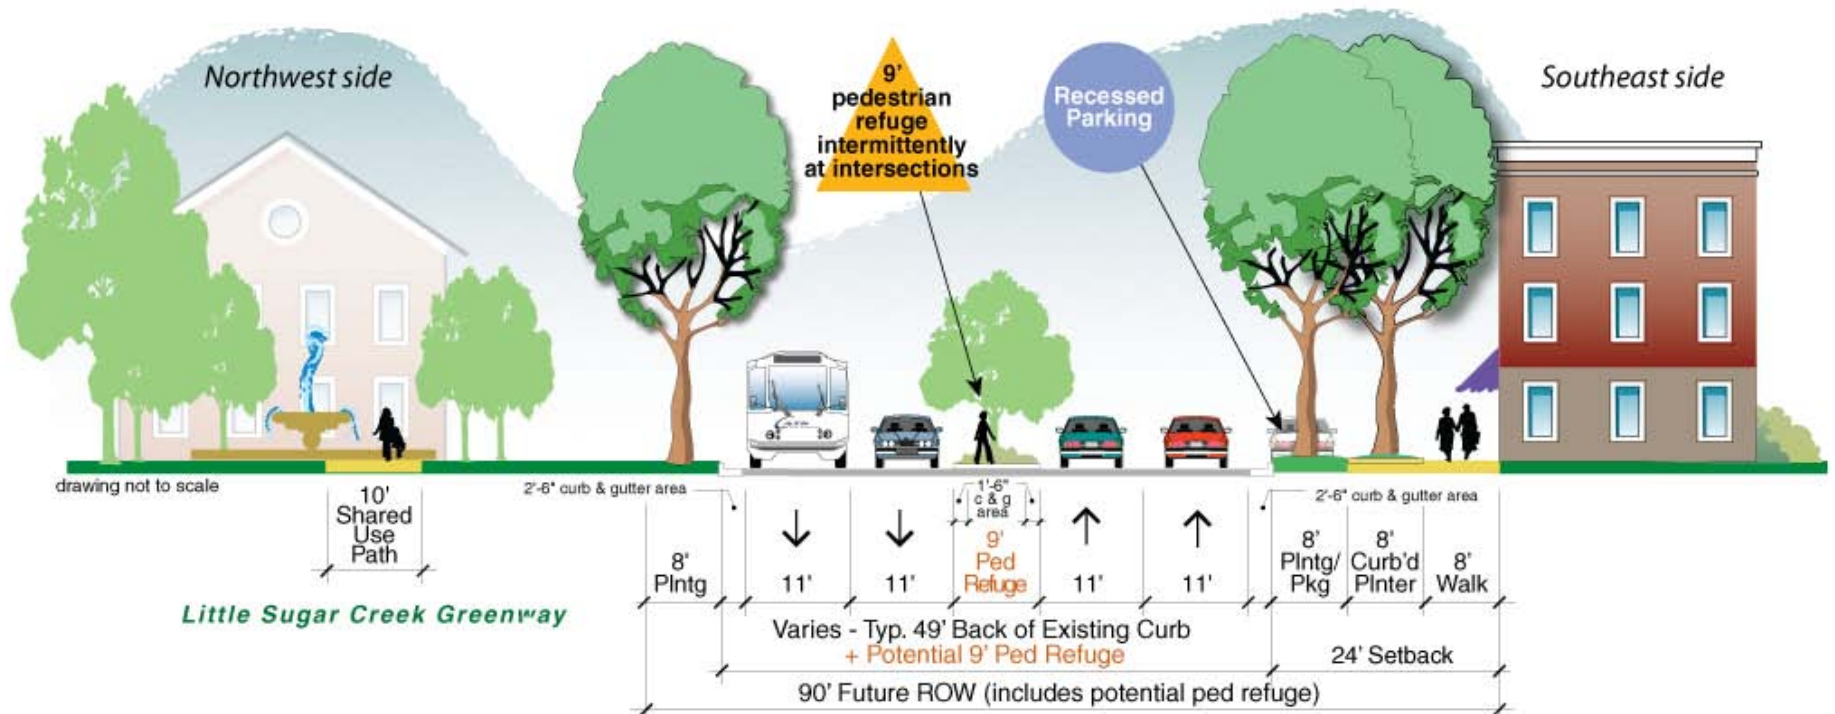 Northwest side
9'
pedestrian
refuge
intermittently
at intersections
Recessed
Parking
Southeast side
drawing not to scale
10'
Shared
Use
Path
Little Sugar Creek Greenway
2'-6" curb & gutter area
1'-6"
c & g
area
2'-6" curb & gutter area
8'
Plntg
11'
11'
9'
Ped
Refuge
11'
11'
8'
Plntg/
Pkg
8'
Curb'd
Plnter
8'
Walk
Varies - Typ. 49' Back of Existing Curb
+ Potential 9' Ped Refuge
24' Setback
90' Future ROW (includes potential ped refuge)